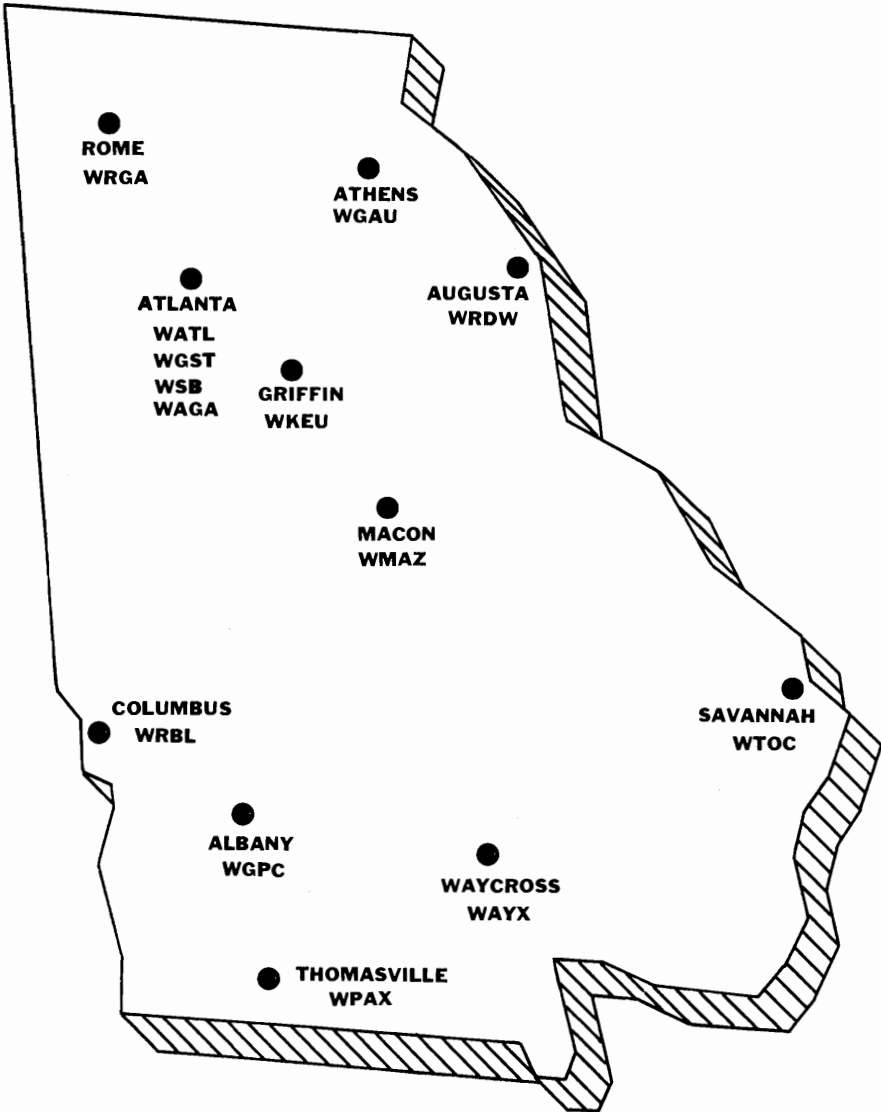 ROME
WRGA
ATHENS
WGAU
ATLANTA
WATL
WGST
WSB
WAGA
AUGUSTA
WRDW
GRIFFIN
WKEU
MACON
WMAZ
COLUMBUS
WRBL
SAVANNAH
WTOC
ALBANY
WGPC
WAYCROSS
WAYX
THOMASVILLE
WPAX